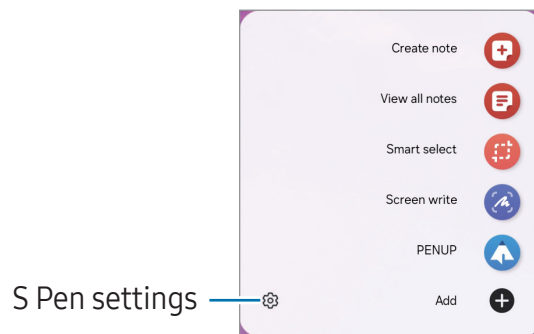 Create note
View all notes
Smart select
Screen write
PENUP
S Pen settings
Add